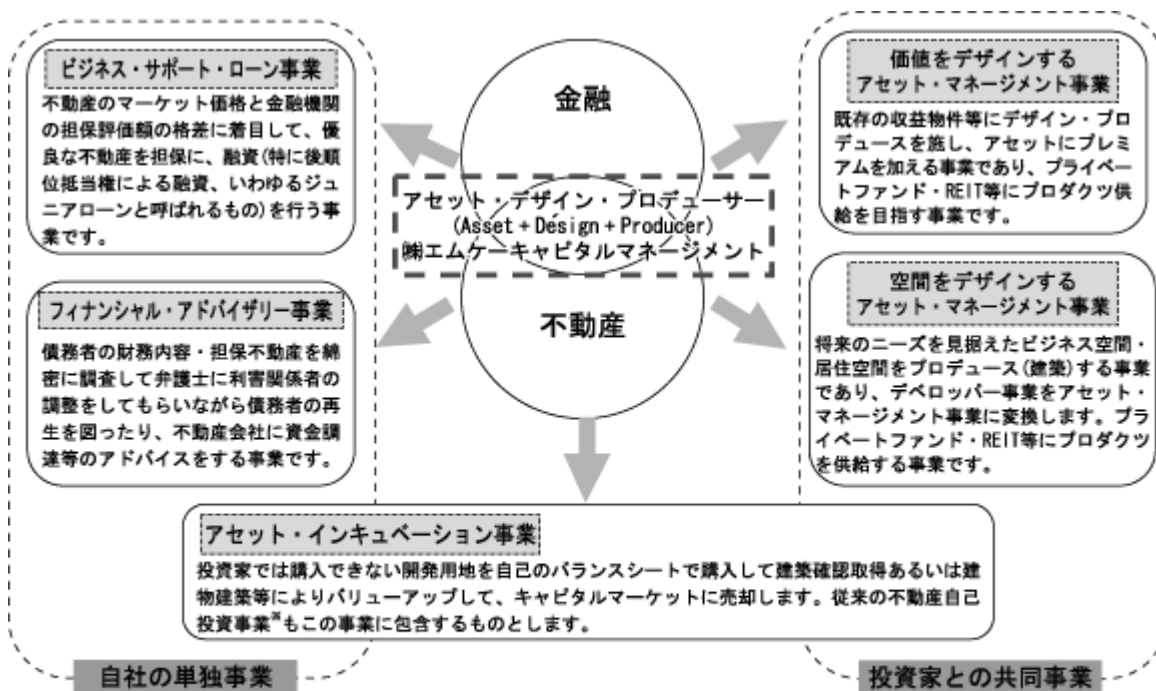 ビジネス・サポート・ローン事業
不動産のマーケット価格と金融機関
の担保評価額の格差に着目して、優
良な不動産を担保に、融資(特に後順
位抵当権による融資、いわゆるジュ
ニアローンと呼ばれるもの)を行う事
業です。
フィナンシャル・アドバイザリー事業
債務者の財務内容・担保不動産を綿
密に調査して弁護士に利害関係者の
調整をしてもらいながら債務者の再
生を図ったり、不動産会社に資金調
達等のアドバイスをする事業です。
金融
アセット・デザイン・プロデューサー
(Asset+Design+Producer)
㈱エムケーキャピタルマネージメント
不動産
価値をデザインする
アセット・マネージメント事業
既存の収益物件等にデザイン・プロ
デュースを施し、アセットにプレミ
アムを加える事業であり、プライベー
トファンド・REIT等にプロダクツ供
給を目指す事業です。
空間をデザインする
アセット・マネージメント事業
将来のニーズを見据えたビジネス空間・
居住空間をプロデュース(建築)する事業
であり、デベロッパー事業をアセット・
マネージメント事業に変換します。プラ
イベートファンド・REIT等にプロダクツ
を供給する事業です。
アセット・インキュベーション事業
投資家では購入できない開発用地を自己のバランスシートで購入して建築確認取得あるいは建
物建築等によりバリューアップして、キャピタルマーケットに売却します。従来の不動産自己
投資事業※もこの事業に包含するものとします。
自社の単独事業
投資家との共同事業